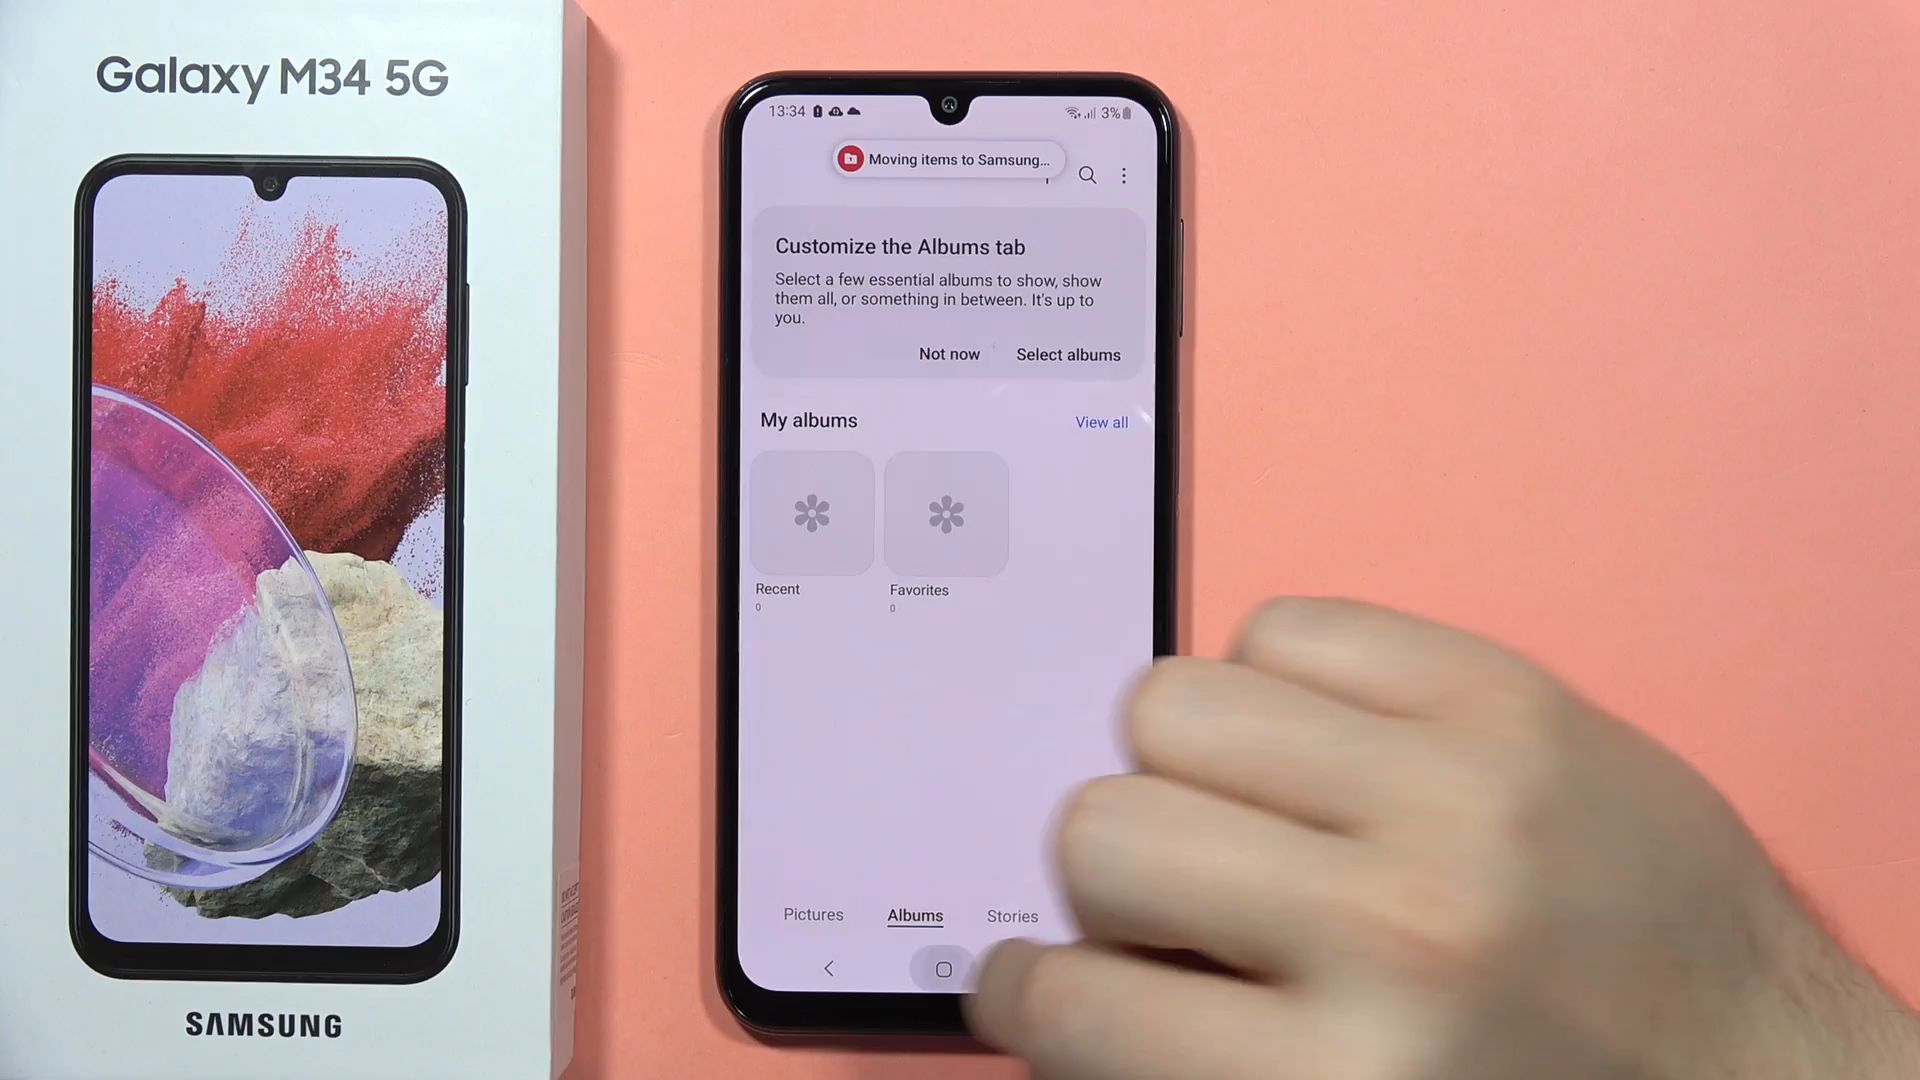 Galaxy M34 5G
SAMSUNG
13:34
3%
Moving items to Samsung...
Customize the Albums tab
Select a few essential albums to show, show
them all, or something in between. It's up to
you.
Not now
Select albums
My albums
View all
Recent
0
Favorites
0
Pictures
Albums
Stories